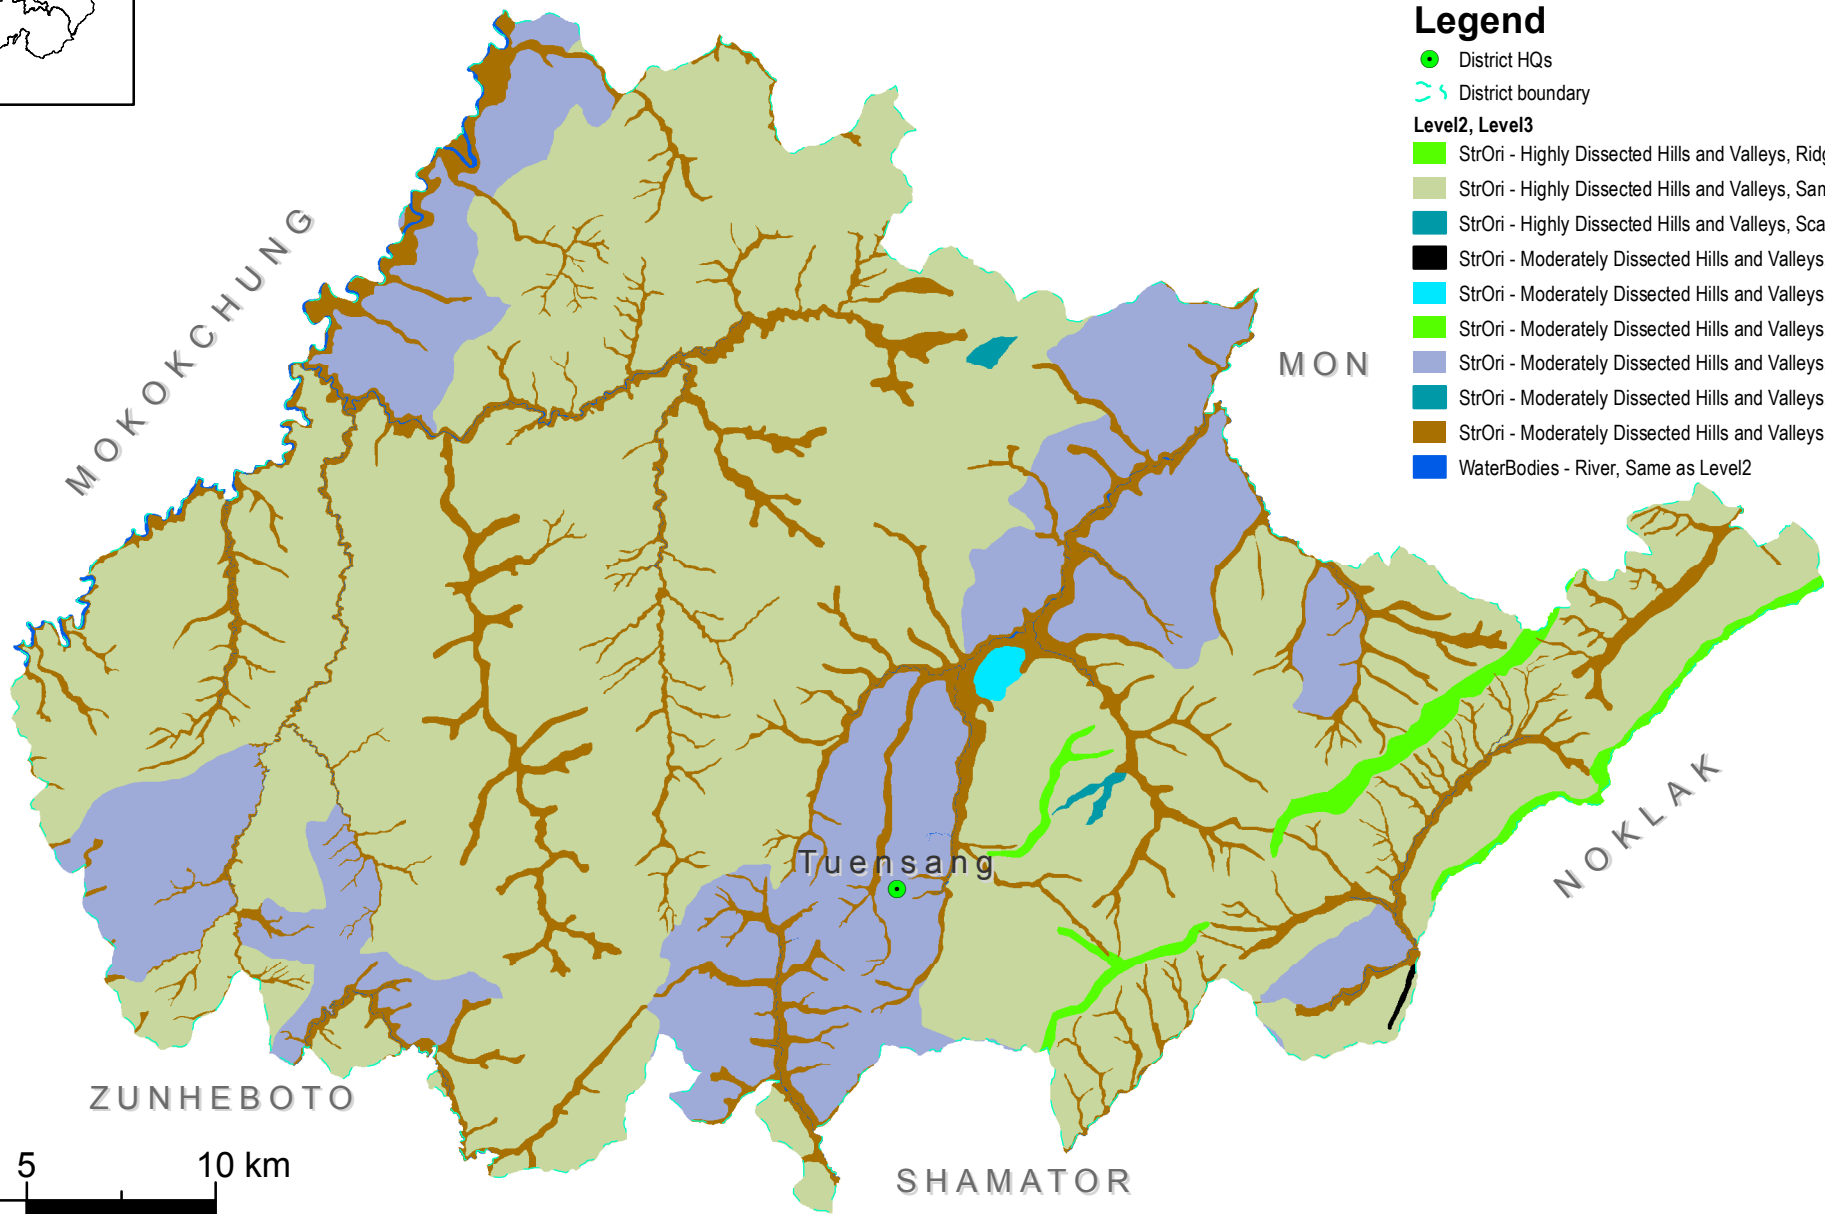 Legend
District HQs
District boundary
Level2, Level3
StrOri - Highly Dissected Hills and Valleys,
StrOri - Highly Dissected Hills and Valleys,
StrOri - Highly Dissected Hills and Valleys,
StrOri - Moderately Dissected Hills and Valleys
StrOri - Moderately Dissected Hills and Valleys
StrOri - Moderately Dissected Hills and Valleys
StrOri - Moderately Dissected Hills and Valleys
StrOri - Moderately Dissected Hills and Valleys
StrOri - Moderately Dissected Hills and Valleys
WaterBodies - River, Same as Level2
MOKOKCHUNG
MON
NOKLAK
Tuensang
ZUNHEBOTO
SHAMATOR
5 10 km